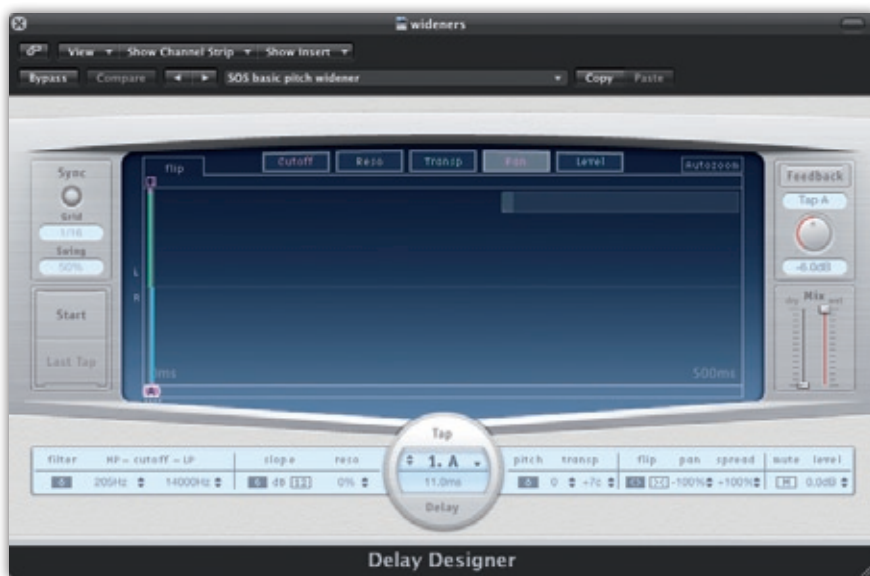 wideners
View Show Channel Strip Show Insert
Bypass Compare SOS basic pitch widener Copy Paste
flip Cutoff Reso Transp Pan Level Autozoom
Sync
Grid
1/16
Swing
50%
Start
Last Tap
L
R
0ms 500ms
Feedback
Tap A
-6.0dB
Mix
dry wet
Tap
1. A
11.0ms
Delay
filter HP – cutoff – LP slope reso pitch transp flip pan spread mute level
205Hz 14000Hz 6 dB 12 0% 0 +7c -100% +100% M 0.0dB
Delay Designer